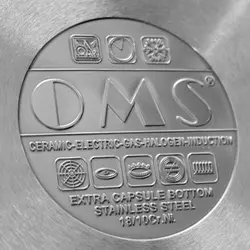 OMS®
CERAMIC-ELECTRIC-GAS-HALOGEN-INDUCTION
EXTRA CAPSULE BOTTOM
STAINLESS STEEL
18/10Cr.Ni.